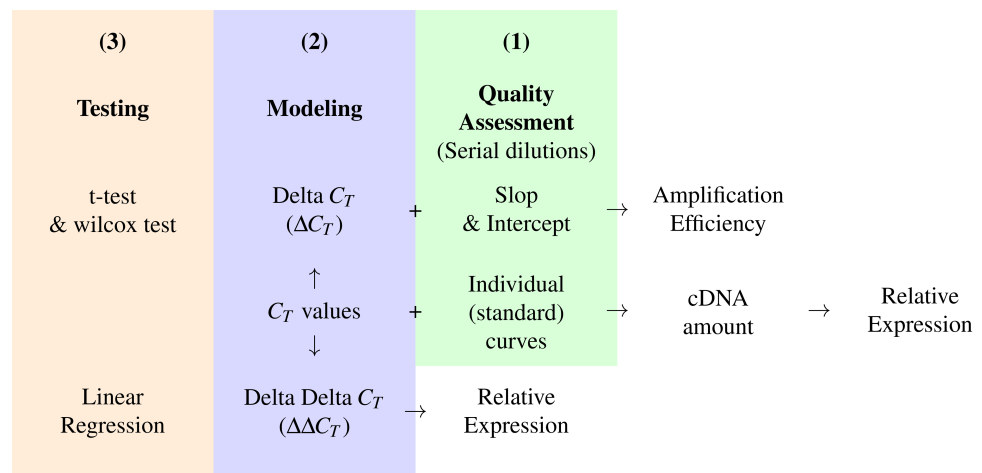 (3)
(2)
(1)
Testing
Modeling
Quality
Assessment
(Serial dilutions)
t-test
& wilcox test
Delta C_T
(ΔC_T)
+
Slop
& Intercept
→
Amplification
Efficiency
↑
C_T values
↓
+
Individual
(standard)
curves
→
cDNA
amount
→
Relative
Expression
Linear
Regression
Delta Delta C_T
(ΔΔC_T)
→
Relative
Expression